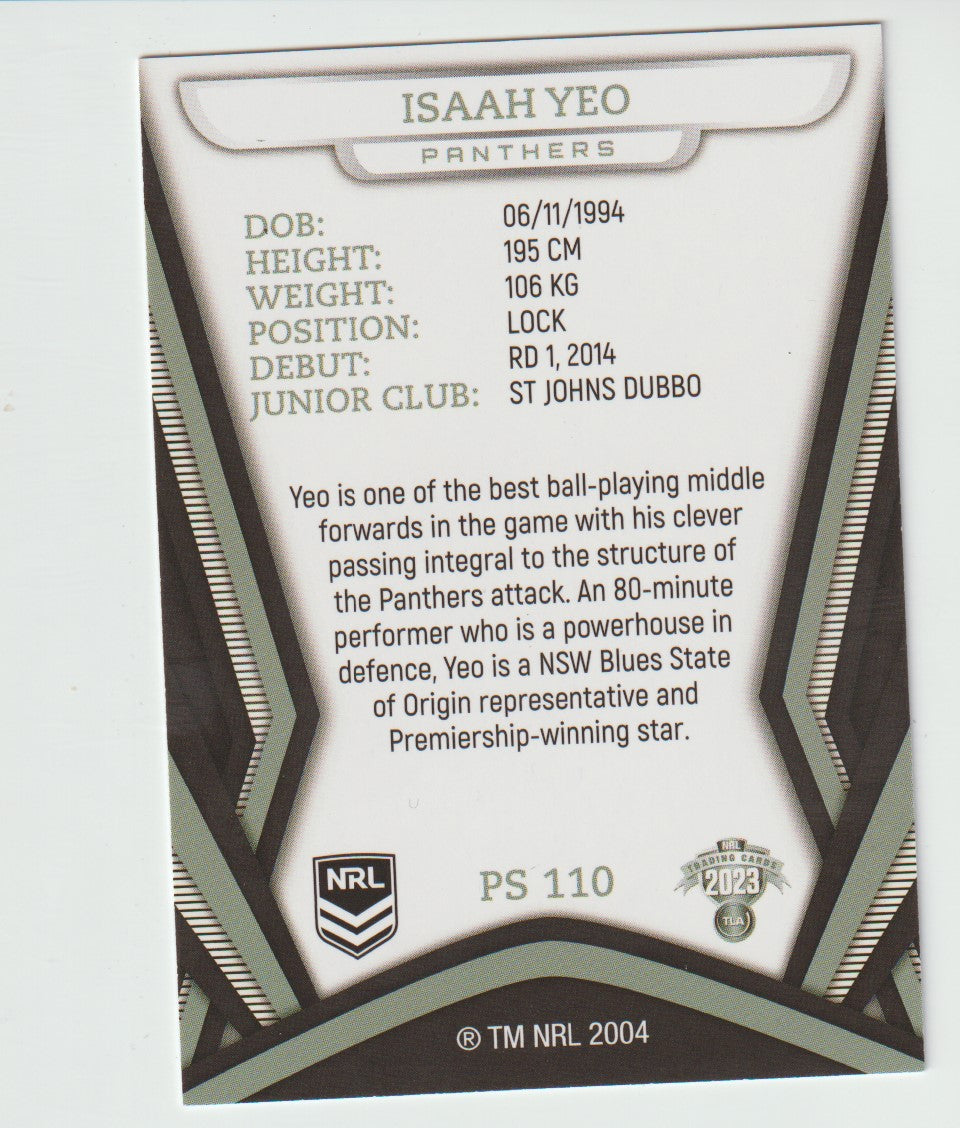 ISAAH YEO
PANTHERS
DOB: 06/11/1994
HEIGHT: 195 CM
WEIGHT: 106 KG
POSITION: LOCK
DEBUT: RD 1, 2014
JUNIOR CLUB: ST JOHNS DUBBO
Yeo is one of the best ball-playing middle
forwards in the game with his clever
passing integral to the structure of
the Panthers attack. An 80-minute
performer who is a powerhouse in
defence, Yeo is a NSW Blues State
of Origin representative and
Premiership-winning star.
NRL
PS 110
NRL
TRADING CARDS
2023
TLA
® TM NRL 2004